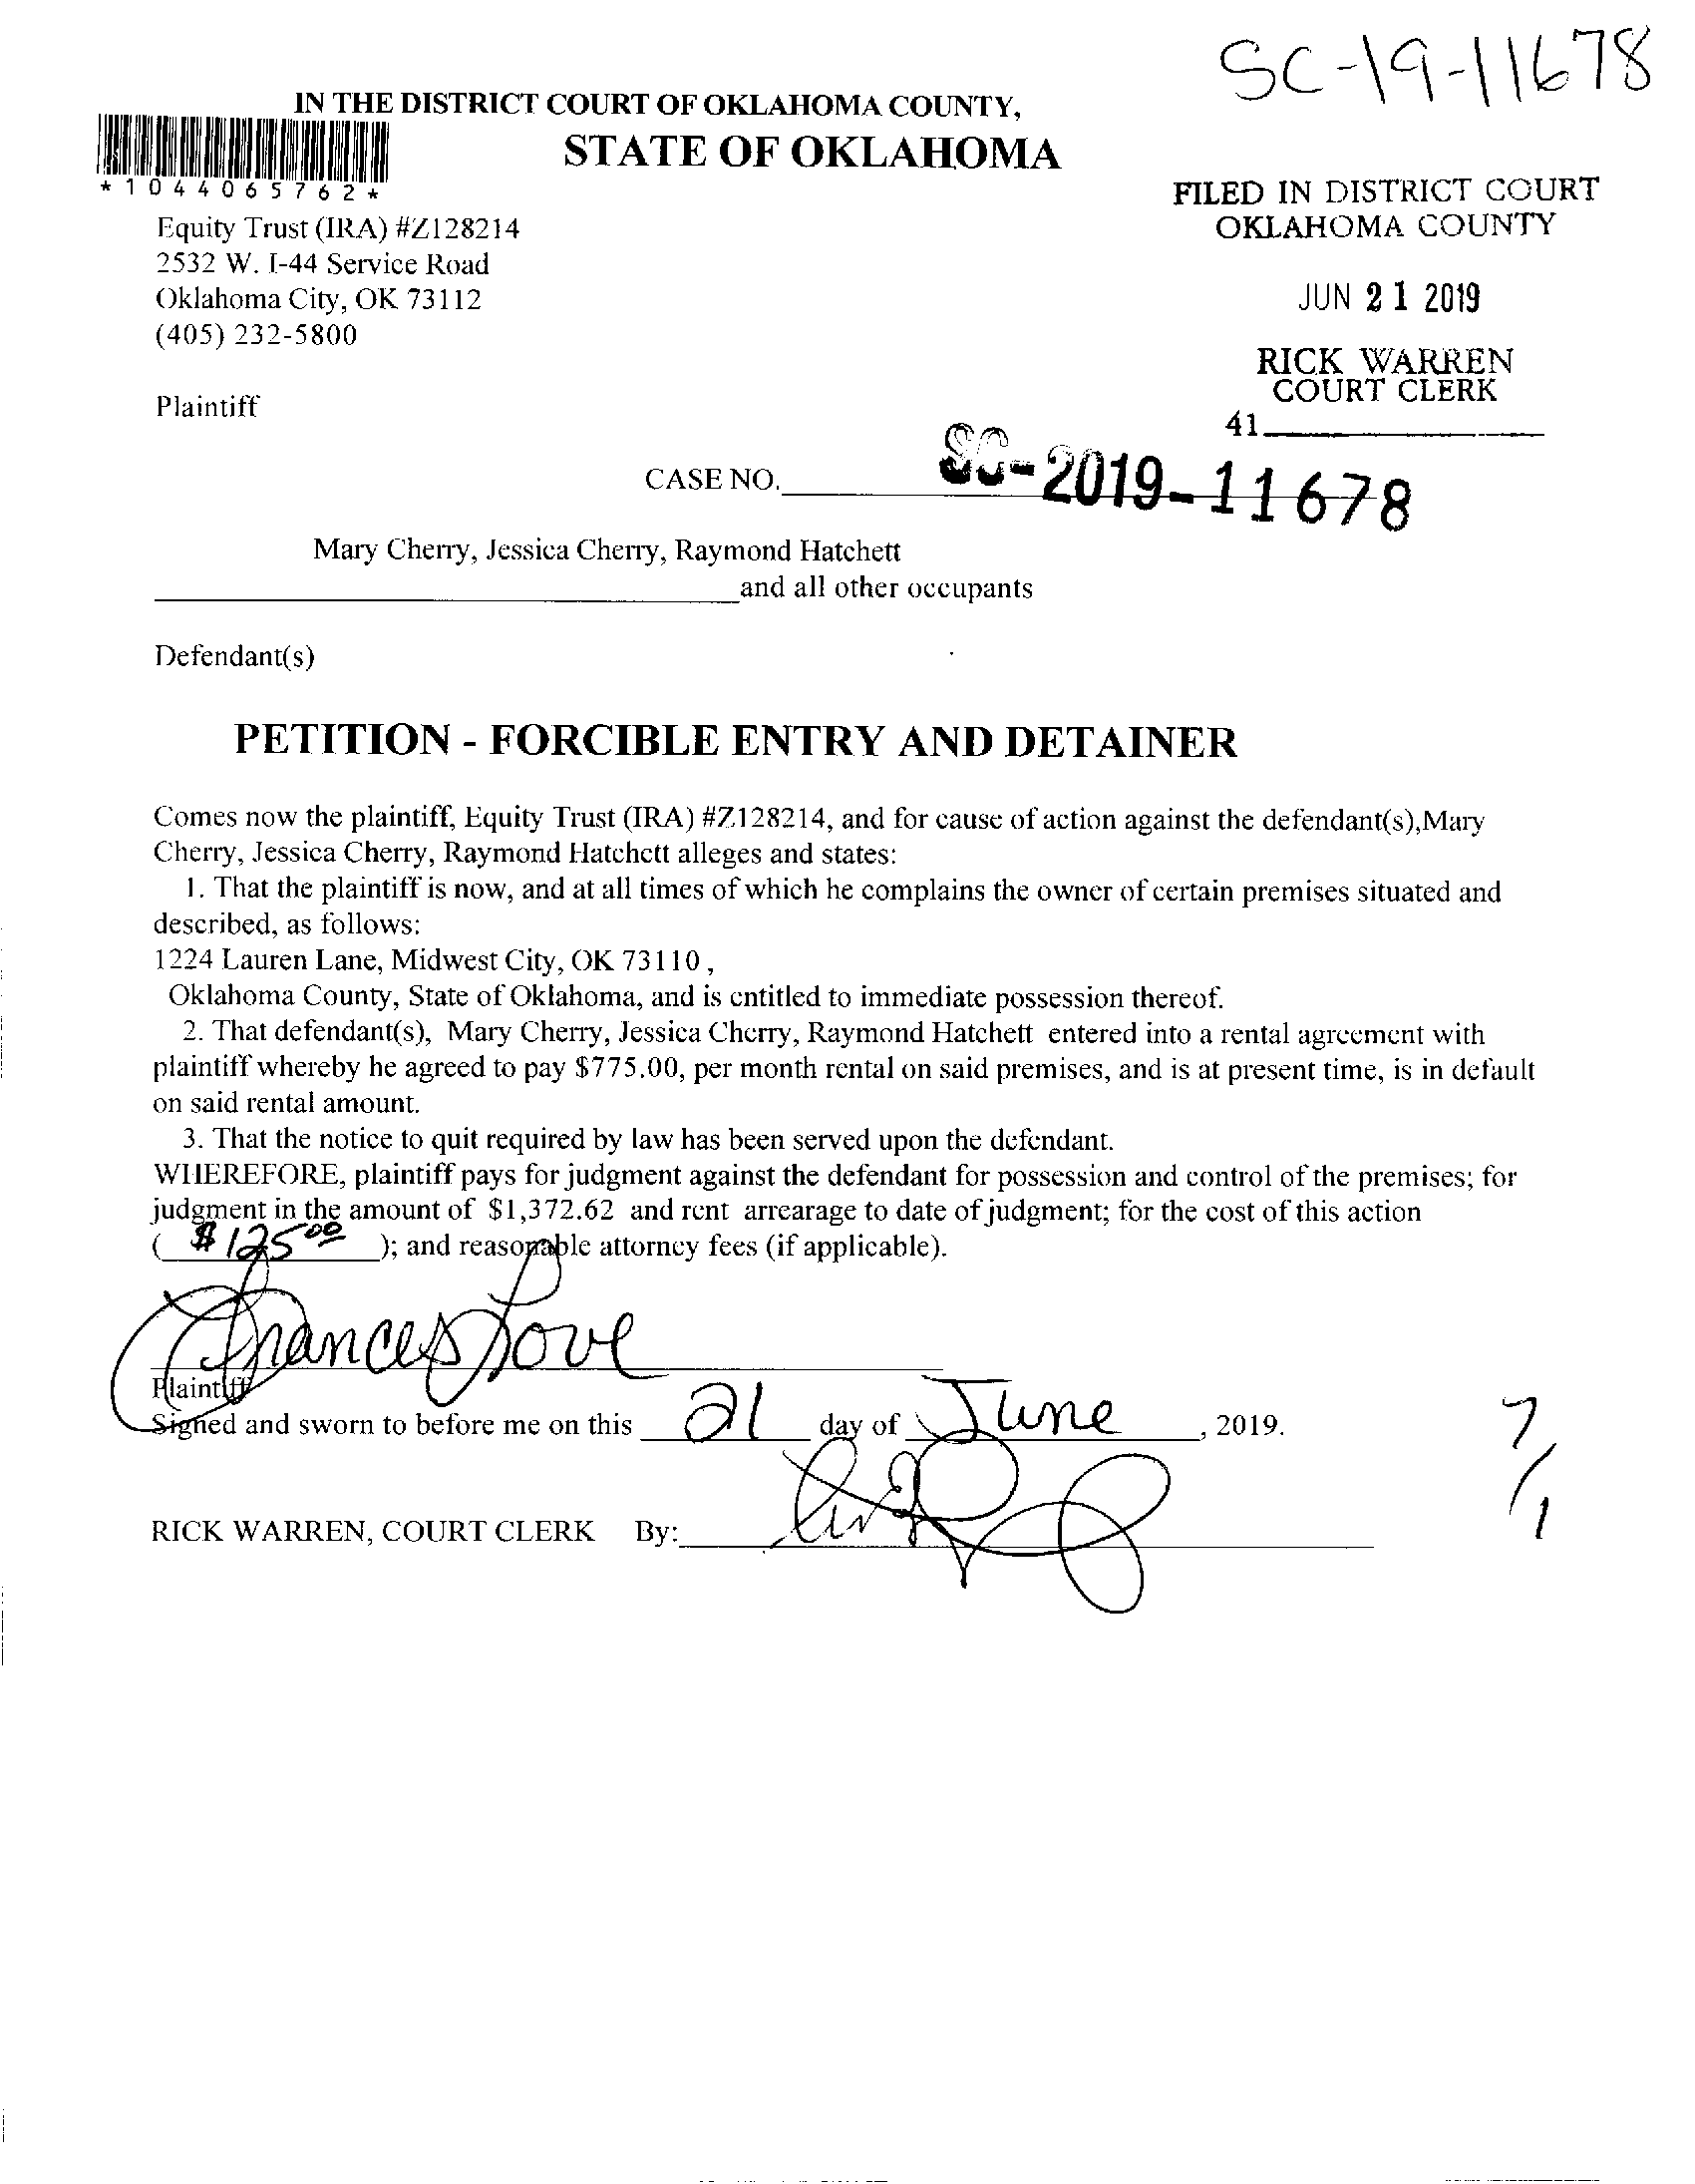 SC-19-11678
IN THE DISTRICT COURT OF OKLAHOMA COUNTY,
STATE OF OKLAHOMA
*1044065762*
FILED IN DISTRICT COURT
OKLAHOMA COUNTY
Equity Trust (IRA) #Z128214
2532 W. I-44 Service Road
Oklahoma City, OK 73112
(405) 232-5800
JUN 21 2019
RICK WARREN
COURT CLERK
41
Plaintiff
CASE NO. SC-2019-11678
Mary Cherry, Jessica Cherry, Raymond Hatchett
and all other occupants
Defendant(s)
PETITION - FORCIBLE ENTRY AND DETAINER
Comes now the plaintiff, Equity Trust (IRA) #Z128214, and for cause of action against the defendant(s),Mary
Cherry, Jessica Cherry, Raymond Hatchett alleges and states:
1. That the plaintiff is now, and at all times of which he complains the owner of certain premises situated and
described, as follows:
1224 Lauren Lane, Midwest City, OK 73110 ,
Oklahoma County, State of Oklahoma, and is entitled to immediate possession thereof.
2. That defendant(s), Mary Cherry, Jessica Cherry, Raymond Hatchett entered into a rental agreement with
plaintiff whereby he agreed to pay $775.00, per month rental on said premises, and is at present time, is in default
on said rental amount.
3. That the notice to quit required by law has been served upon the defendant.
WHEREFORE, plaintiff pays for judgment against the defendant for possession and control of the premises; for
judgment in the amount of $1,372.62 and rent arrearage to date of judgment; for the cost of this action
( $125.00 ); and reasonable attorney fees (if applicable).
Frances Love
Plaintiff
Signed and sworn to before me on this 21 day of June, 2019.
7/1
RICK WARREN, COURT CLERK By: